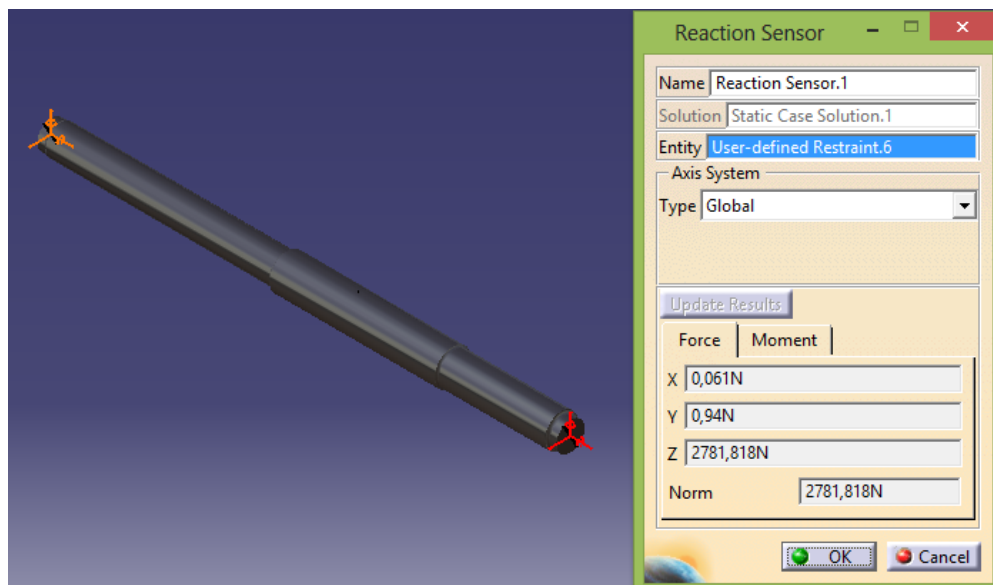 Reaction Sensor
Name Reaction Sensor.1
Solution Static Case Solution.1
Entity User-defined Restraint.6
Axis System
Type Global
Update Results
Force Moment
X 0,061N
Y 0,94N
Z 2781,818N
Norm 2781,818N
OK Cancel